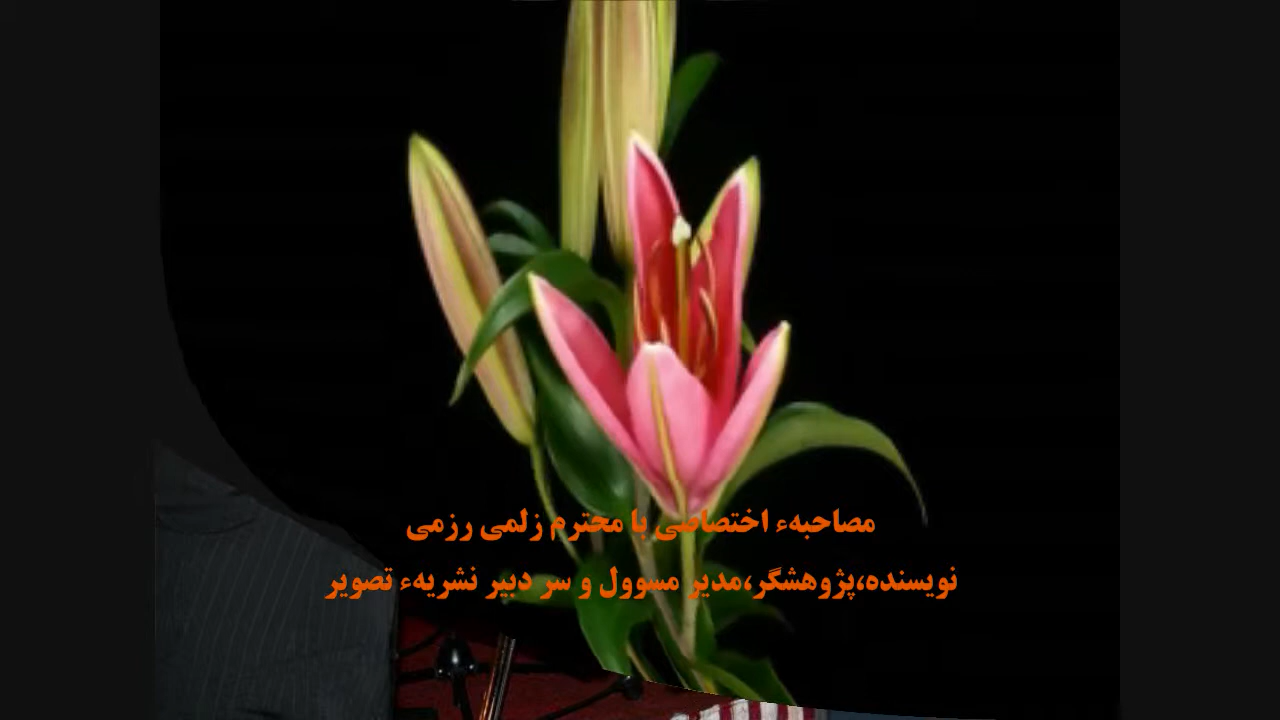 مصاحبهء اختصاصی با محترم زلمی رزمی
نویسنده،پژوهشگر،مدیر مسوول و سر دبیر نشریهء تصویر